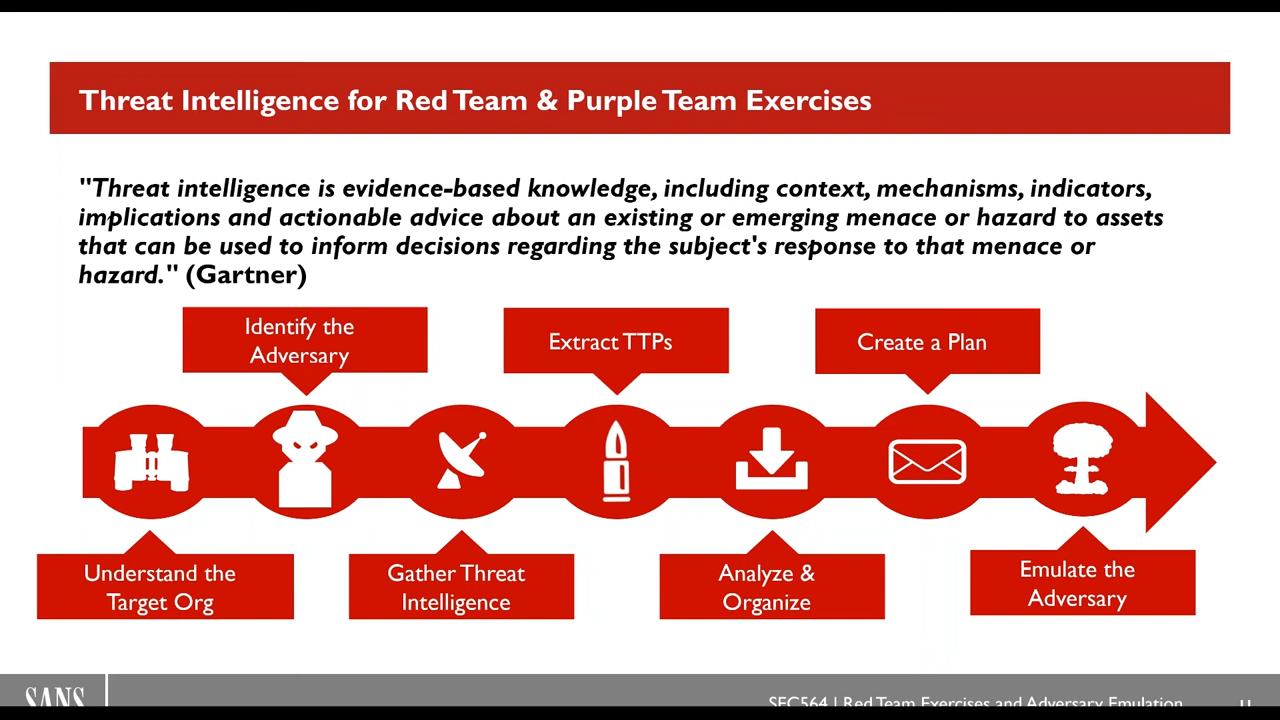 Threat Intelligence for Red Team & Purple Team Exercises
"Threat intelligence is evidence-based knowledge, including context, mechanisms, indicators,
implications and actionable advice about an existing or emerging menace or hazard to assets
that can be used to inform decisions regarding the subject's response to that menace or
hazard." (Gartner)
Identify the
Adversary
Extract TTPs
Create a Plan
Understand the
Target Org
Gather Threat
Intelligence
Analyze &
Organize
Emulate the
Adversary
SANS
SEC564 | Red Team Exercises and Adversary Emulation